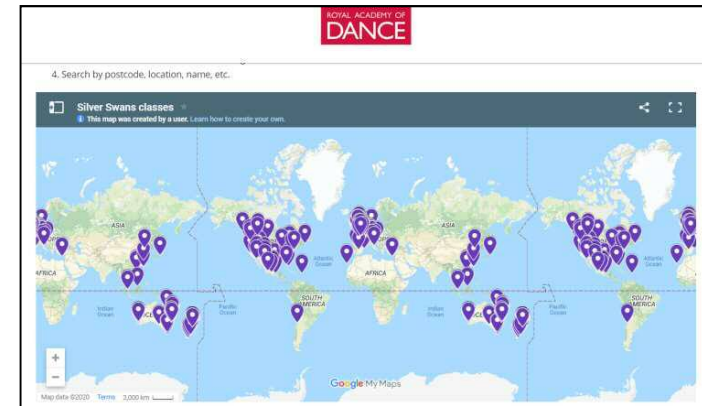 ROYAL ACADEMY OF
DANCE
4. Search by postcode, location, name, etc.
Silver Swans classes
This map was created by a user. Learn how to create your own.
ASIA
ASIA
AFRICA
AFRICA
Atlantic
Ocean
Atlantic
Ocean
Indian
Ocean
Pacific
Ocean
SOUTH
AMERICA
Indian
Ocean
Pacific
Ocean
SOUTH
AMERICA
+
−
Google My Maps
Map data ©2020 Terms 3,000 km